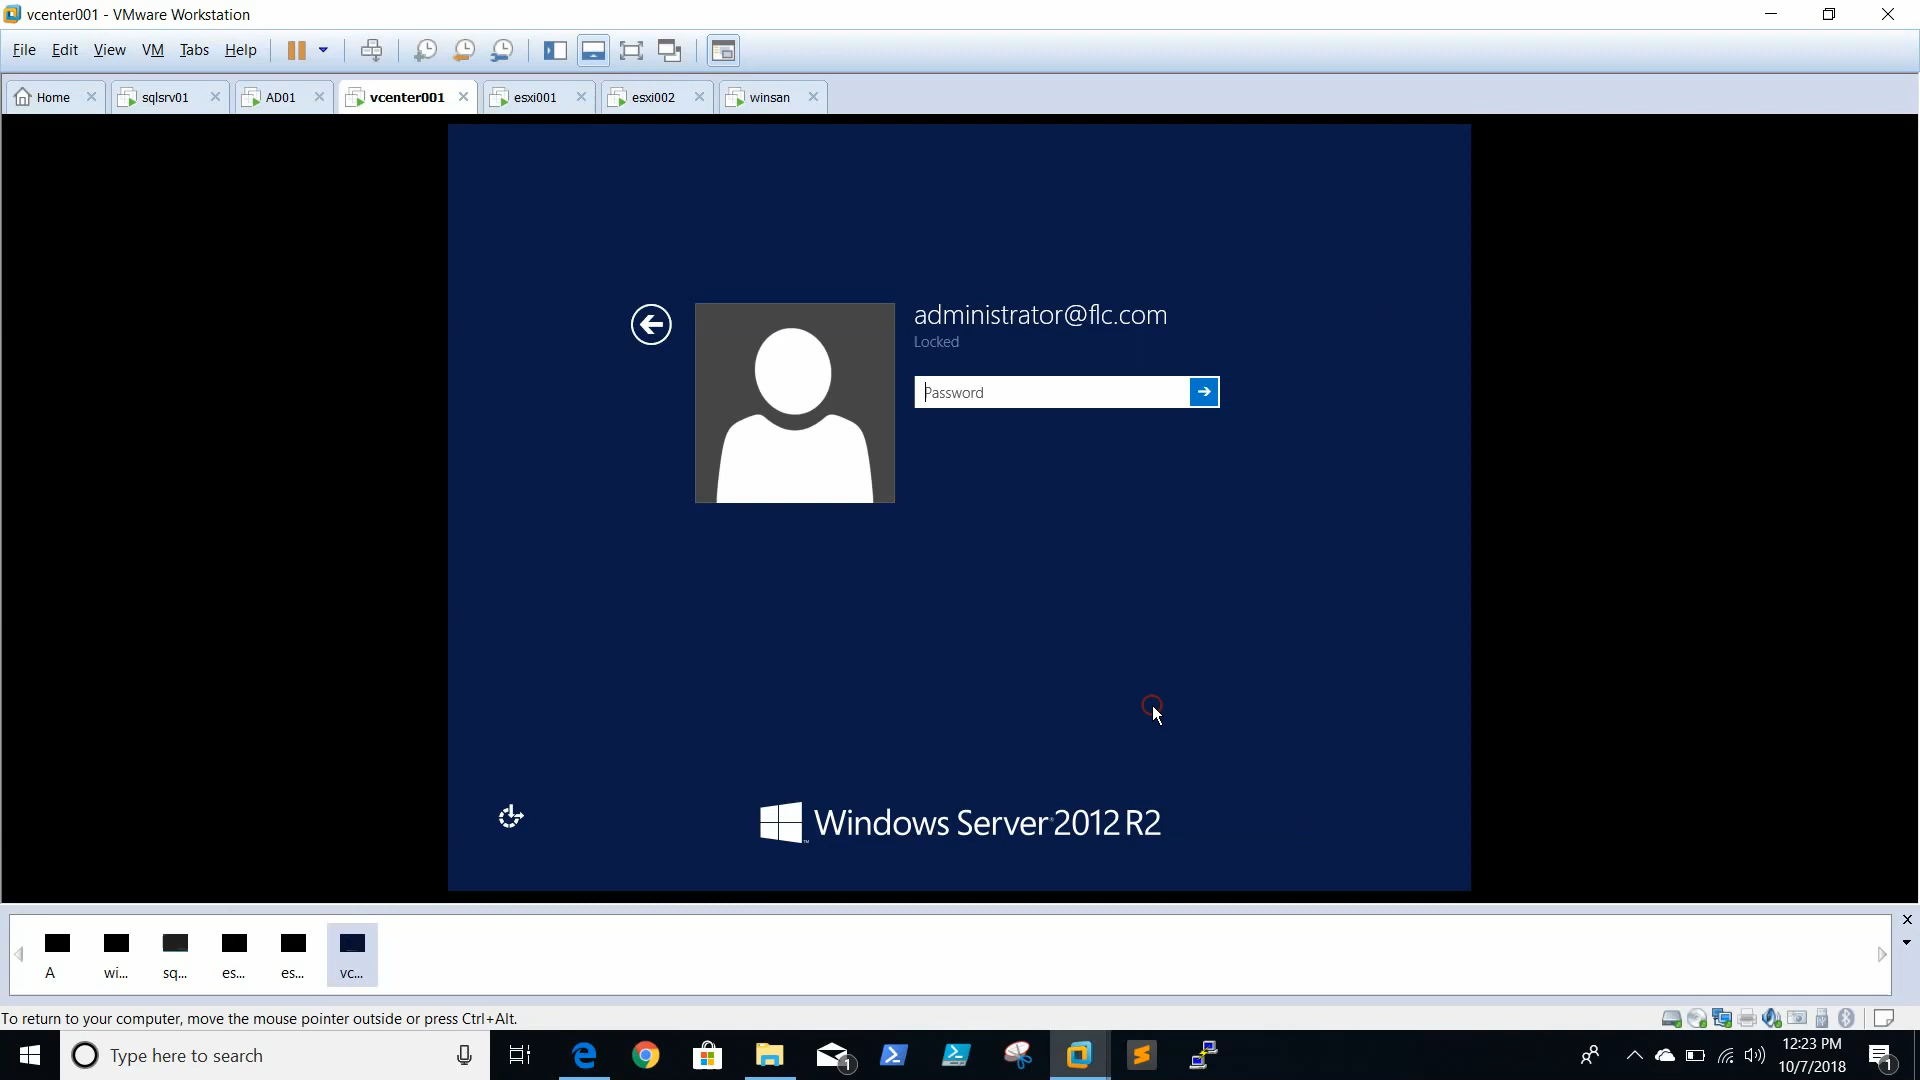 vcenter001 - VMware Workstation
File Edit View VM Tabs Help
Home sqlsrv01 AD01 vcenter001 esxi001 esxi002 winsan
administrator@flc.com
Locked
Password
Windows Server 2012 R2
A wi... sq... es... es... vc...
To return to your computer, move the mouse pointer outside or press Ctrl+Alt.
Type here to search
1
12:23 PM
10/7/2018
1